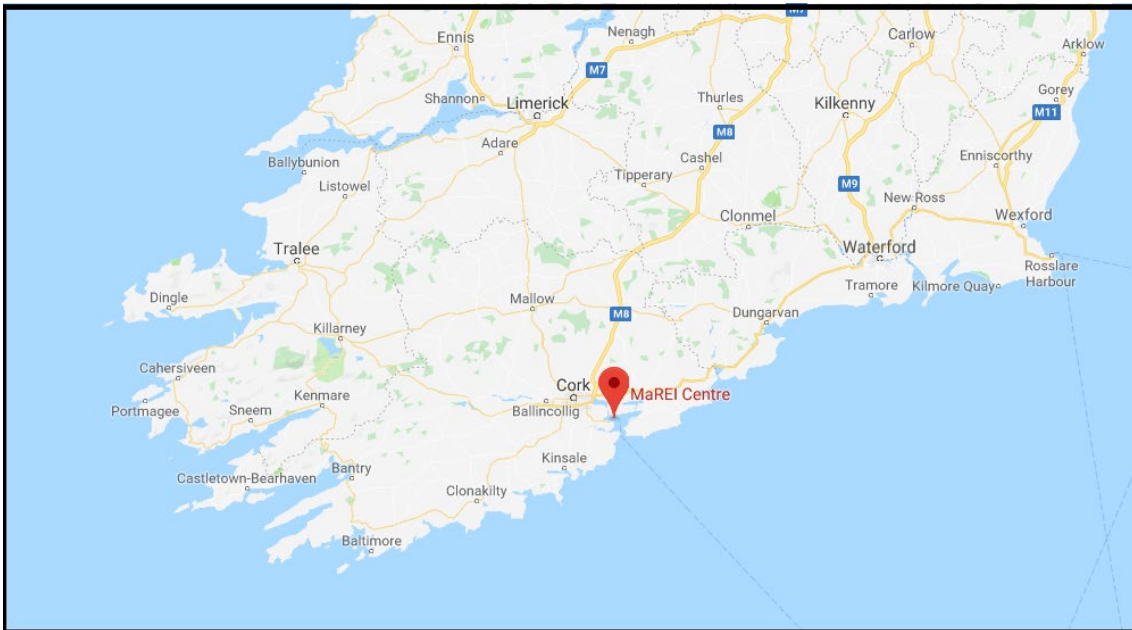 M7
Ennis
Nenagh
Carlow
Arklow
M7
Shannon
Limerick
Thurles
Kilkenny
Gorey
M11
M8
Adare
Ballybunion
Cashel
Enniscorthy
Listowel
Tipperary
M9
New Ross
Clonmel
Wexford
Tralee
Waterford
Rosslare
Harbour
Dingle
Mallow
Tramore
Kilmore Quay
M8
Dungarvan
Killarney
Cahersiveen
Cork
MaREI Centre
Portmagee
Kenmare
Sneem
Ballincollig
Kinsale
Bantry
Castletown-Bearhaven
Clonakilty
Baltimore